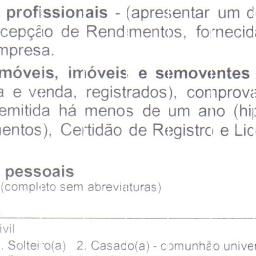 profissionais - (apresentar um d
cepção de Rendimentos, fornecid
mpresa.
móveis, imóveis e semoventes
a e venda, registrados), comprova
emitida há menos de um ano (hip
entos), Certidão de Registro e Lic
pessoais
(completo sem abreviaturas)
ivil
. Solteiro(a) 2. Casado(a) - comunhão univer